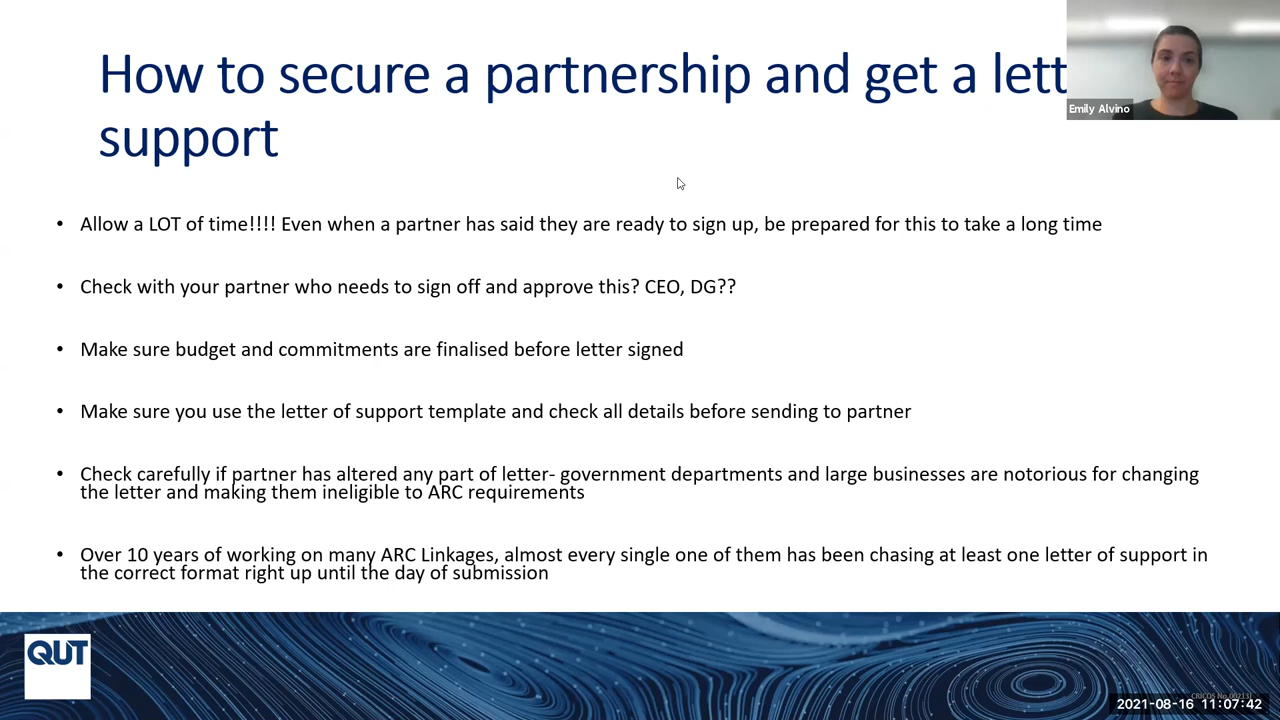 How to secure a partnership and get a lett
support
Emily Alvino
• Allow a LOT of time!!!! Even when a partner has said they are ready to sign up, be prepared for this to take a long time
• Check with your partner who needs to sign off and approve this? CEO, DG??
• Make sure budget and commitments are finalised before letter signed
• Make sure you use the letter of support template and check all details before sending to partner
• Check carefully if partner has altered any part of letter- government departments and large businesses are notorious for changing
the letter and making them ineligible to ARC requirements
• Over 10 years of working on many ARC Linkages, almost every single one of them has been chasing at least one letter of support in
the correct format right up until the day of submission
QUT
CRICOS No.
2021-08-16 11:07:42